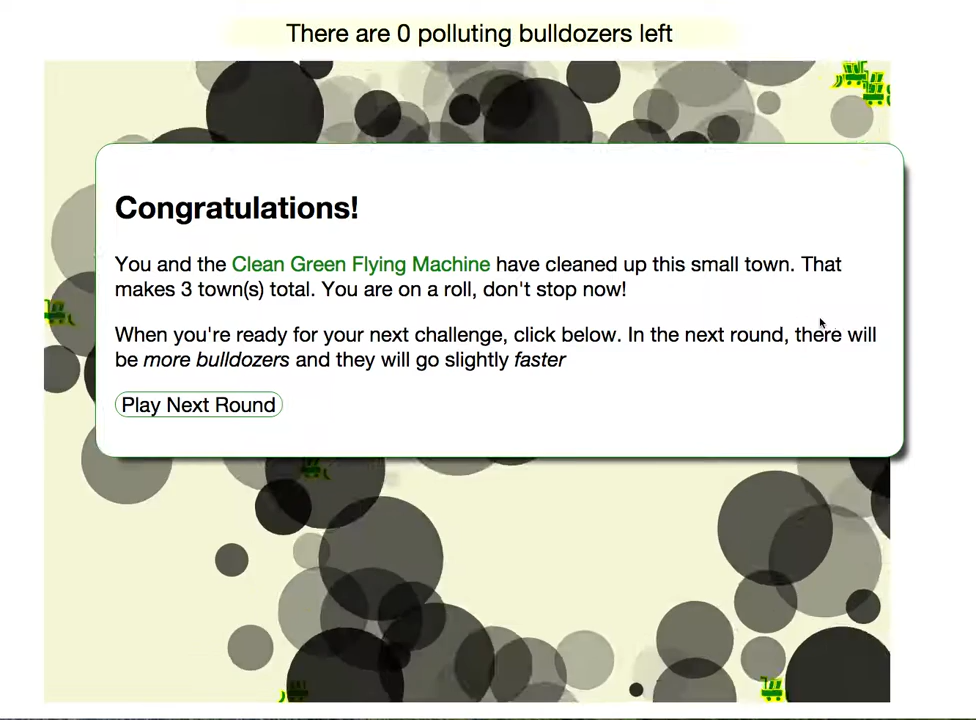 There are 0 polluting bulldozers left
Congratulations!
You and the Clean Green Flying Machine have cleaned up this small town. That
makes 3 town(s) total. You are on a roll, don't stop now!
When you're ready for your next challenge, click below. In the next round, there will
be more bulldozers and they will go slightly faster
Play Next Round